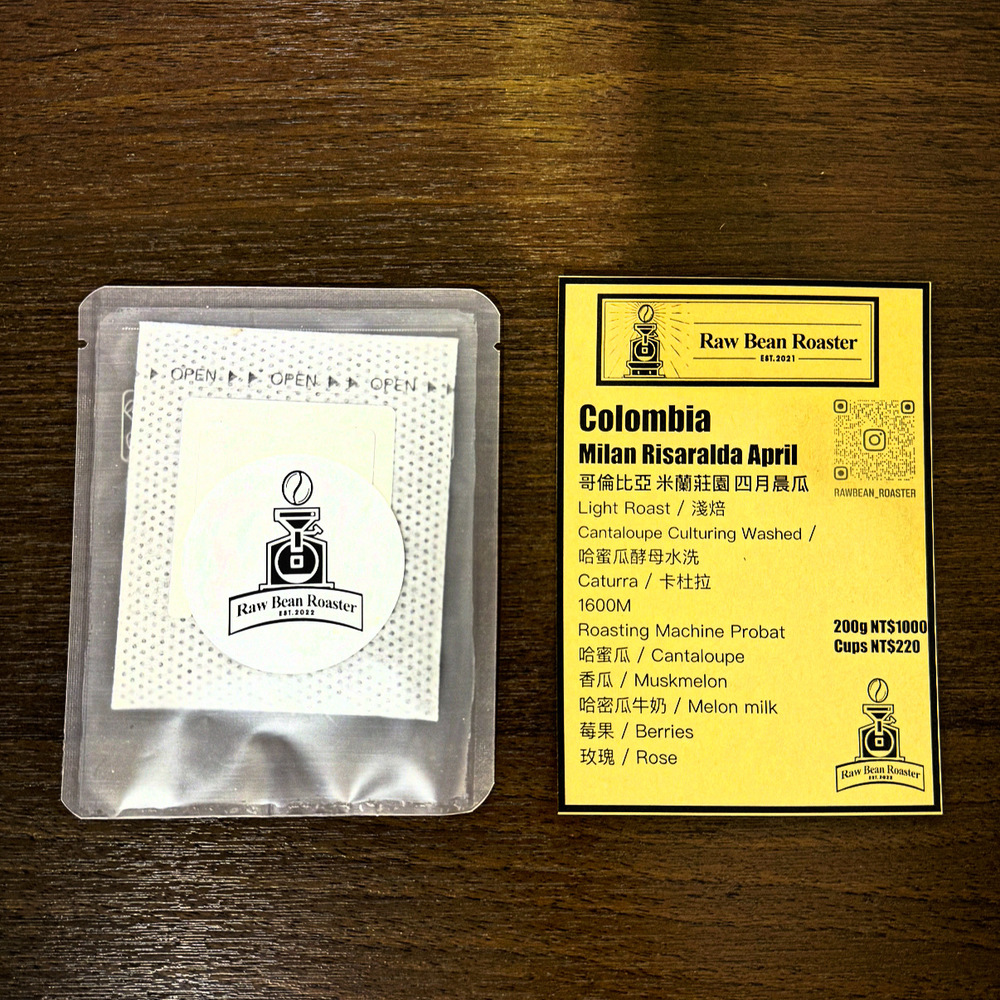 OPEN OPEN OPEN
Raw Bean Roaster
EST.2022
Raw Bean Roaster
EST.2021
Colombia
Milan Risaralda April
哥倫比亞 米蘭莊園 四月晨瓜
RAWBEAN_ROASTER
Light Roast / 淺焙
Cantaloupe Culturing Washed /
哈蜜瓜酵母水洗
Caturra / 卡杜拉
1600M
Roasting Machine Probat
哈蜜瓜 / Cantaloupe
香瓜 / Muskmelon
哈密瓜牛奶 / Melon milk
莓果 / Berries
玫瑰 / Rose
200g NT$1000
Cups NT$220
Raw Bean Roaster
EST.2022